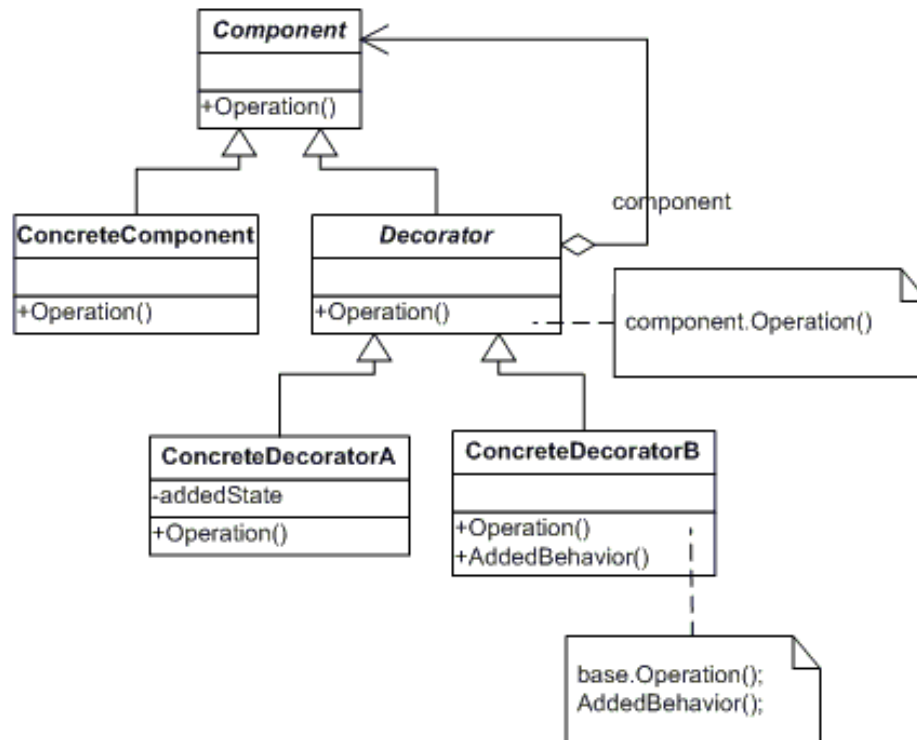 Component
+Operation()
component
ConcreteComponent
+Operation()
Decorator
+Operation()
component.Operation()
ConcreteDecoratorA
-addedState
+Operation()
ConcreteDecoratorB
+Operation()
+AddedBehavior()
base.Operation();
AddedBehavior();